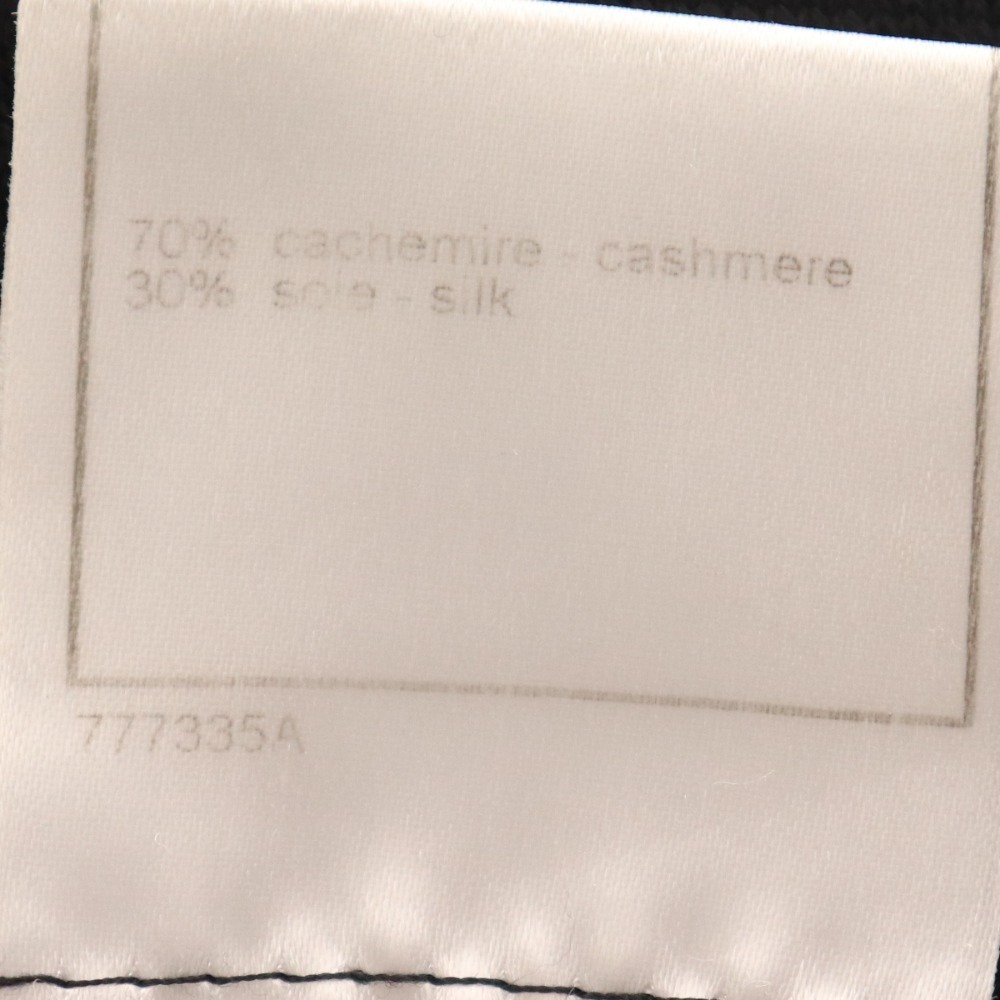 70% cachemire - cashmere
30% soie - silk
777335A